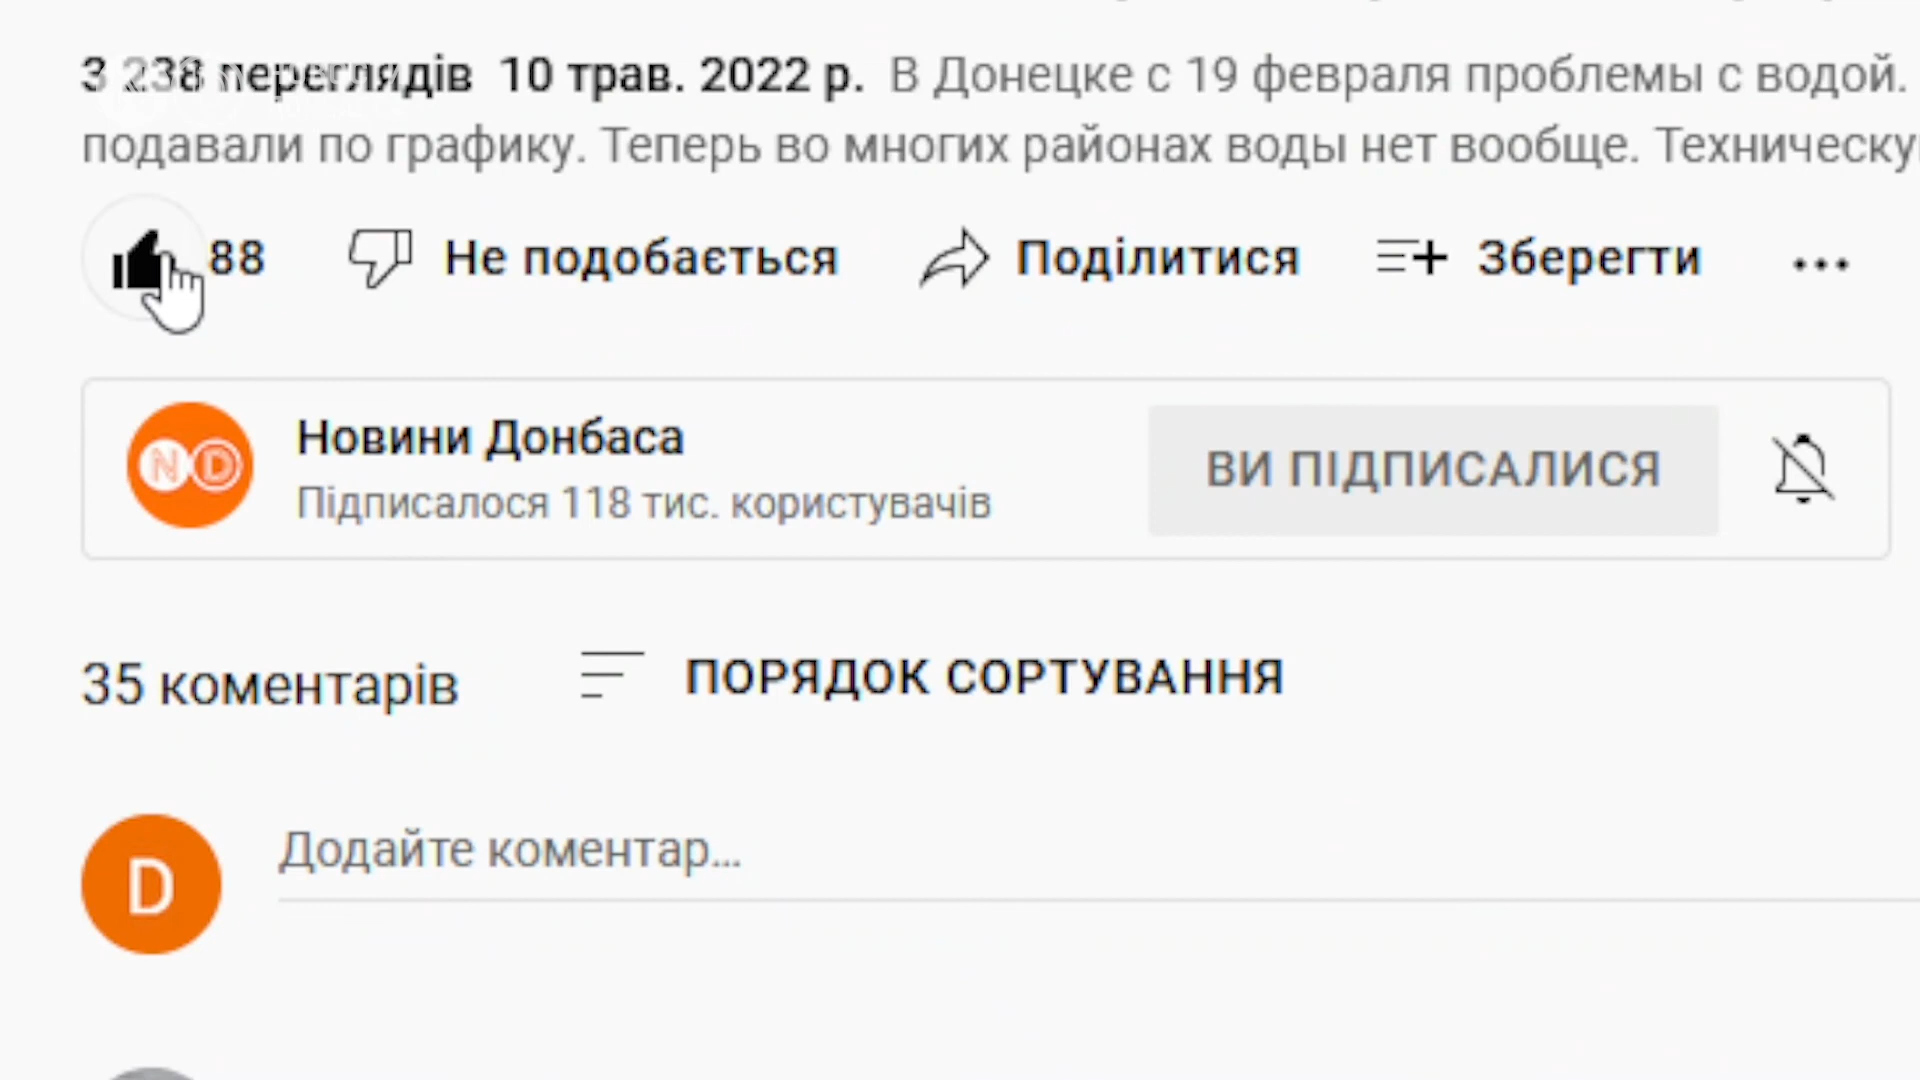 3 238 переглядів 10 трав. 2022 р. В Донецке с 19 февраля проблемы с водой.
подавали по графику. Теперь во многих районах воды нет вообще.
88 Не подобається Поділитися Зберегти
ND Новини Донбаса
Підписалося 118 тис. користувачів
ВИ ПІДПИСАЛИСЯ
35 коментарів ПОРЯДОК СОРТУВАННЯ
D Додайте коментар...